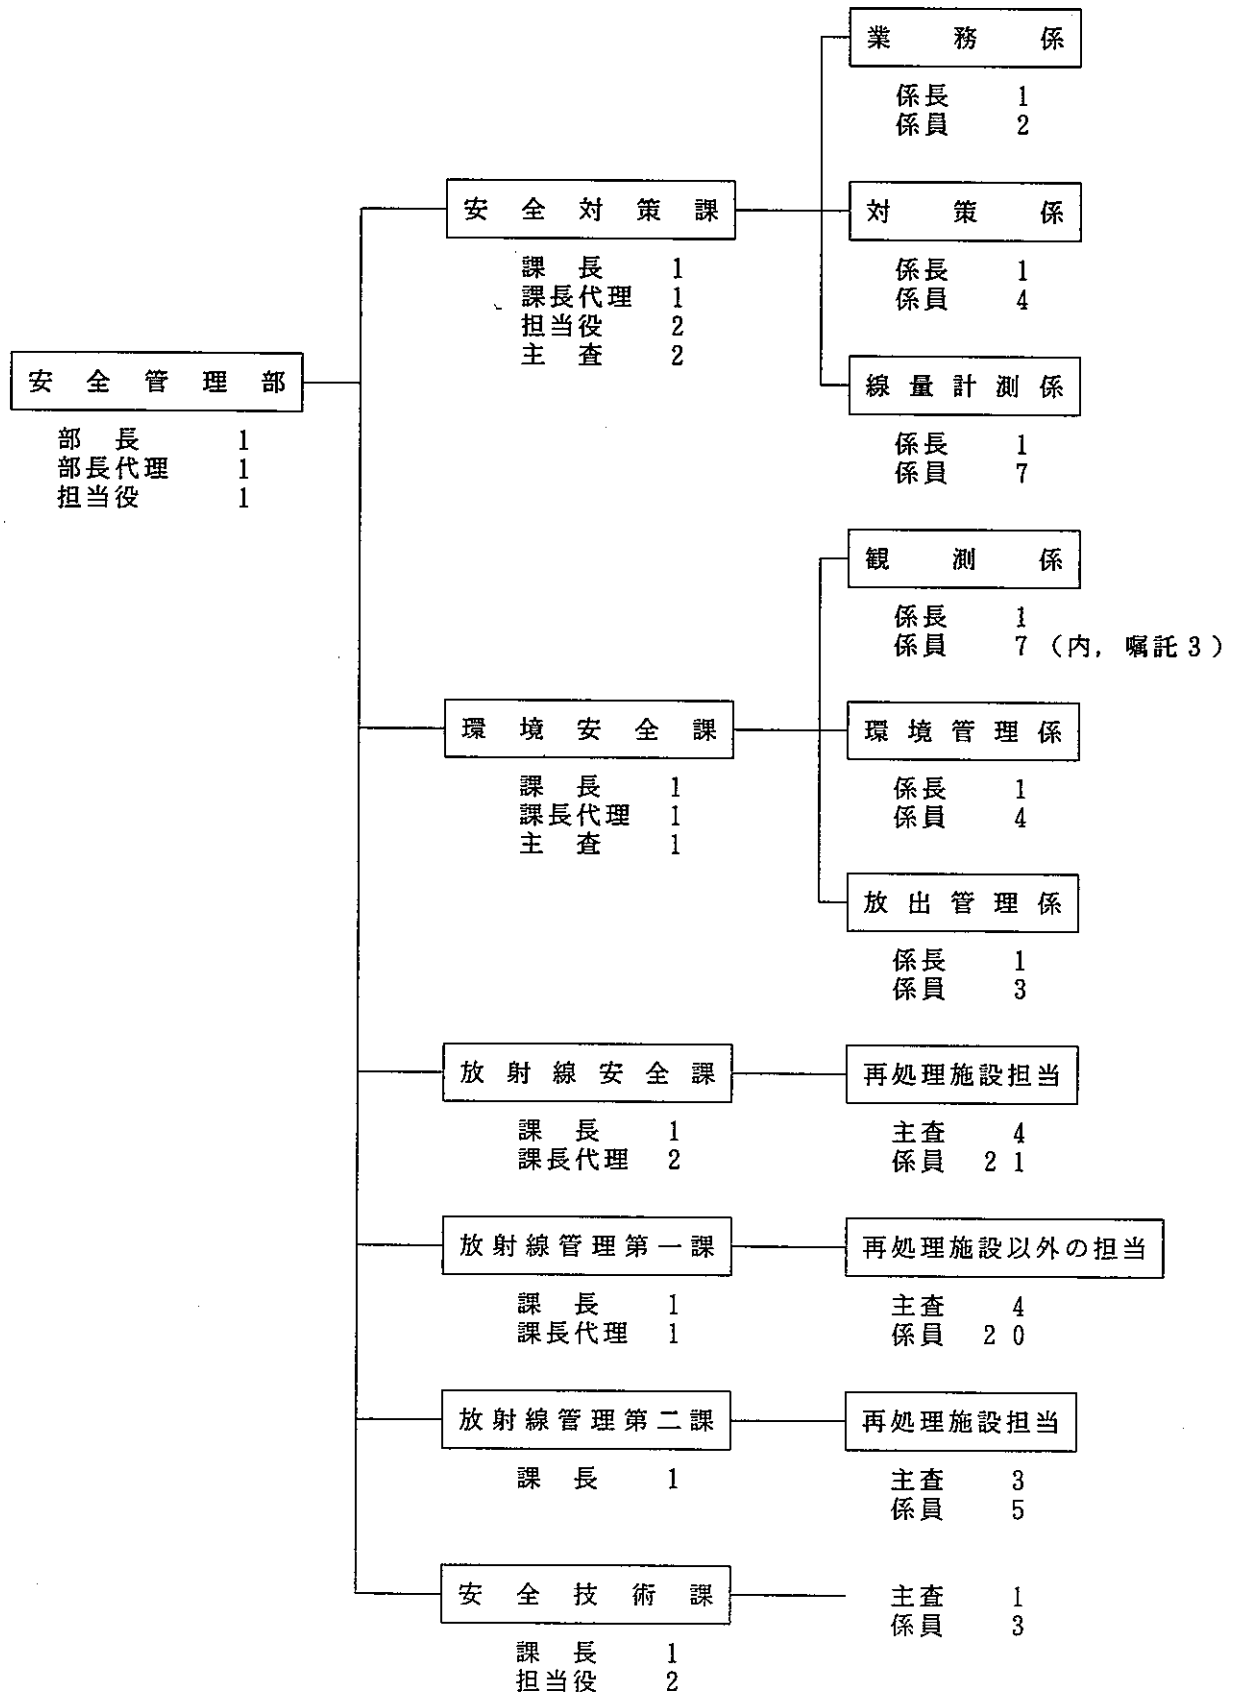 安全管理部
部長 1
部長代理 1
担当役 1
安全対策課
課長 1
課長代理 1
担当役 2
主査 2
業務係
係長 1
係員 2
対策係
係長 1
係員 4
線量計測係
係長 1
係員 7
環境安全課
課長 1
課長代理 1
主査 1
観測係
係長 1
係員 7（内，嘱託3）
環境管理係
係長 1
係員 4
放出管理係
係長 1
係員 3
放射線安全課
課長 1
課長代理 2
再処理施設担当
主査 4
係員 21
放射線管理第一課
課長 1
課長代理 1
再処理施設以外の担当
主査 4
係員 20
放射線管理第二課
課長 1
再処理施設担当
主査 3
係員 5
安全技術課
課長 1
担当役 2
主査 1
係員 3